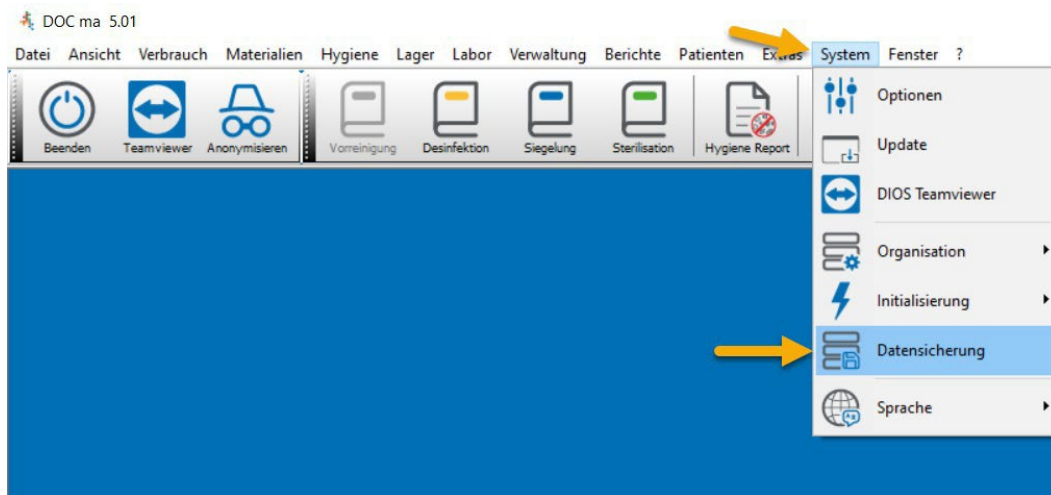 DOC ma 5.01
Datei Ansicht Verbrauch Materialien Hygiene Lager Labor Verwaltung Berichte Patienten Extras System Fenster ?
Beenden Teamviewer Anonymisieren Vorreinigung Desinfektion Siegelung Sterilisation Hygiene Report
Optionen
Update
DIOS Teamviewer
Organisation
Initialisierung
Datensicherung
Sprache